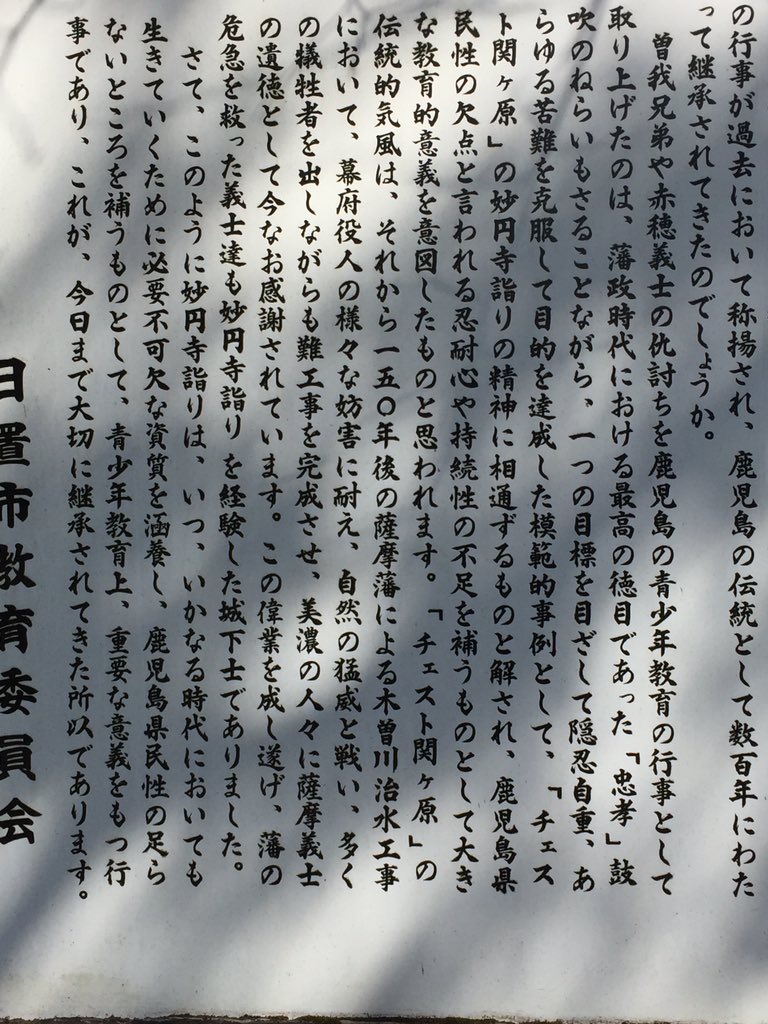 の行事が過去において称揚され、鹿児島の伝統として数百年にわた
って継承されてきたのでしょうか。
曽我兄弟や赤穂義士の仇討ちを鹿児島の青少年教育の行事として
取り上げたのは、藩政時代における最高の徳目であった「忠孝」鼓
吹のねらいもさることながら、一つの目標を目ざして隠忍自重、あ
らゆる苦難を克服して目的を達成した模範的事例として、「チェス
ト関ヶ原」の妙円寺詣りの精神に相通ずるものと解され、鹿児島県
民性の欠点と言われる忍耐心や持続性の不足を補うものとして大き
な教育的意義を意図したものと思われます。「チェスト関ヶ原」の
伝統的気風は、それから一五〇年後の薩摩藩による木曽川治水工事
において、幕府役人の様々な妨害に耐え、自然の猛威と戦い、多く
の犠牲者を出しながらも難工事を完成させ、美濃の人々に薩摩義士
の遺徳として今なお感謝されています。この偉業を成し遂げ、藩の
危急を救った義士達も妙円寺詣りを経験した城下士でありました。
さて、このように妙円寺詣りは、いつ、いかなる時代においても
生きていくために必要不可欠な資質を涵養し、鹿児島県民性の足ら
ないところを補うものとして、青少年教育上、重要な意義をもつ行
事であり、これが、今日まで大切に継承されてきた所以であります。
日置市教育委員会